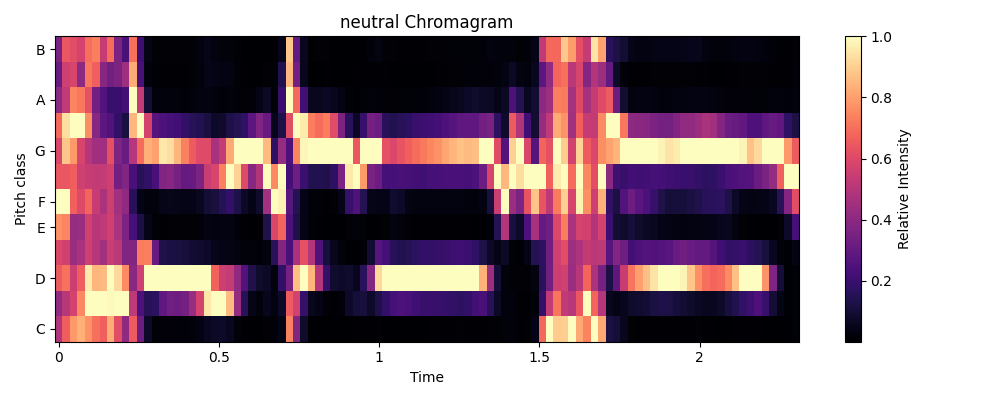 neutral Chromagram
Pitch class
B
A
G
F
E
D
C
0
0.5
1
1.5
2
Time
1.0
0.8
0.6
0.4
0.2
Relative Intensity